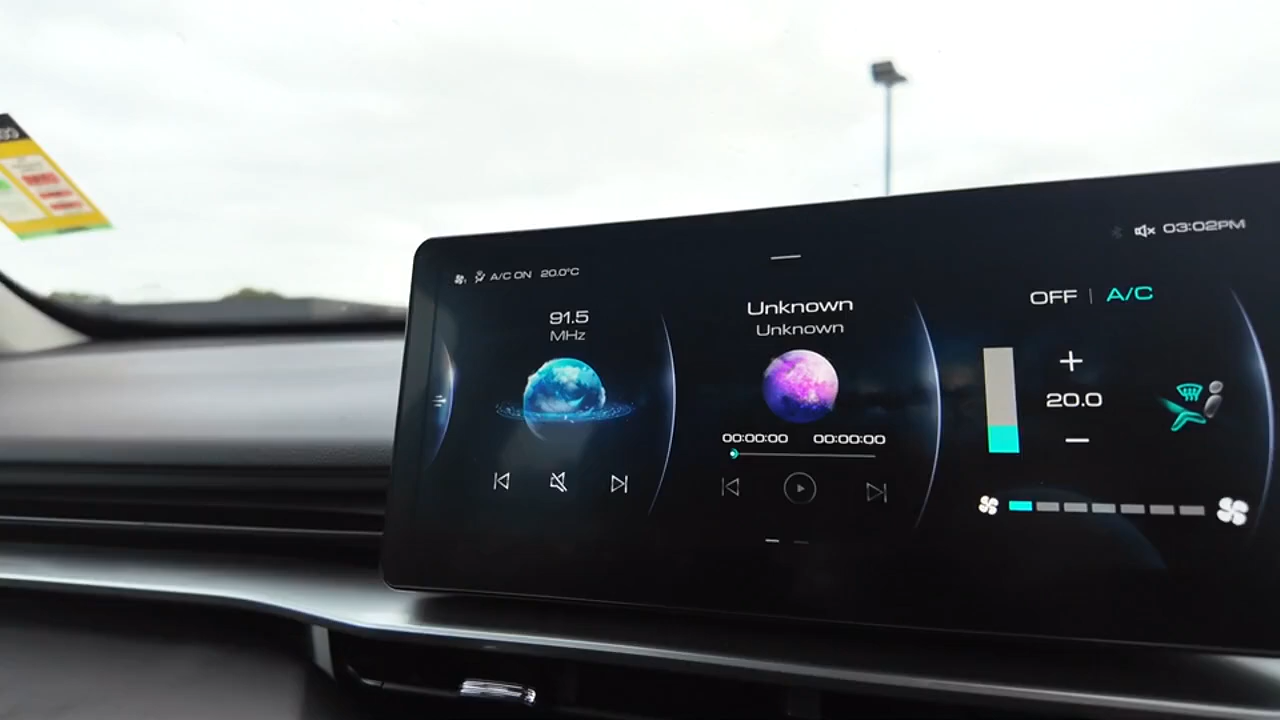 A/C ON 20.0°C
03:02PM
91.5
MHz
Unknown
Unknown
00:00:00 00:00:00
OFF | A/C
+
20.0
−